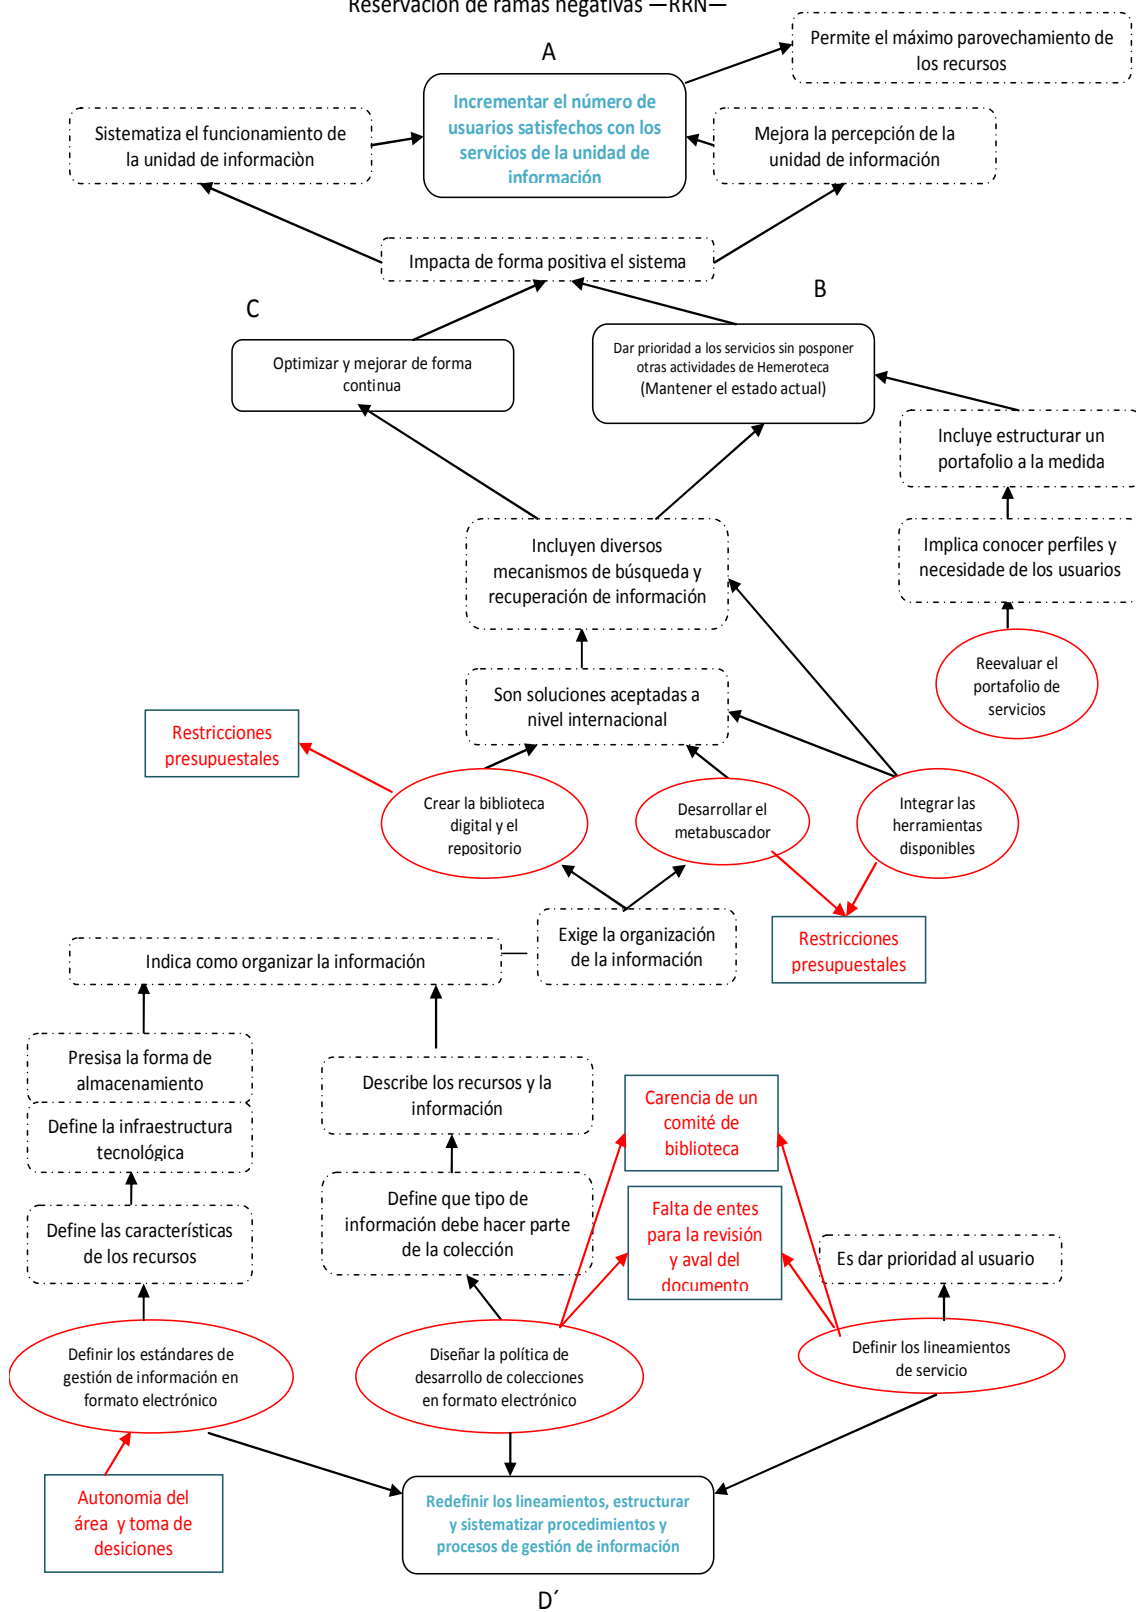 Reservación de ramas negativas —RRN—
Permite el máximo parovechamiento de
los recursos
A
Incrementar el número de
usuarios satisfechos con los
servicios de la unidad de
información
Sistematiza el funcionamiento de
la unidad de informaciòn
Mejora la percepción de la
unidad de información
Impacta de forma positiva el sistema
C
B
Optimizar y mejorar de forma
continua
Dar prioridad a los servicios sin posponer
otras actividades de Hemeroteca
(Mantener el estado actual)
Incluye estructurar un
portafolio a la medida
Incluyen diversos
mecanismos de búsqueda y
recuperación de información
Implica conocer perfiles y
necesidade de los usuarios
Reevaluar el
portafolio de
servicios
Son soluciones aceptadas a
nivel internacional
Restricciones
presupuestales
Crear la biblioteca
digital y el
repositorio
Desarrollar el
metabuscador
Integrar las
herramientas
disponibles
Exige la organización
de la información
Restricciones
presupuestales
Indica como organizar la información
Presisa la forma de
almacenamiento
Define la infraestructura
tecnológica
Describe los recursos y la
información
Carencia de un
comité de
biblioteca
Define las características
de los recursos
Define que tipo de
información debe hacer parte
de la colección
Falta de entes
para la revisión
y aval del
documento
Es dar prioridad al usuario
Definir los estándares de
gestión de información en
formato electrónico
Diseñar la política de
desarrollo de colecciones
en formato electrónico
Definir los lineamientos
de servicio
Autonomia del
área y toma de
desiciones
Redefinir los lineamientos, estructurar
y sistematizar procedimientos y
procesos de gestión de información
D´